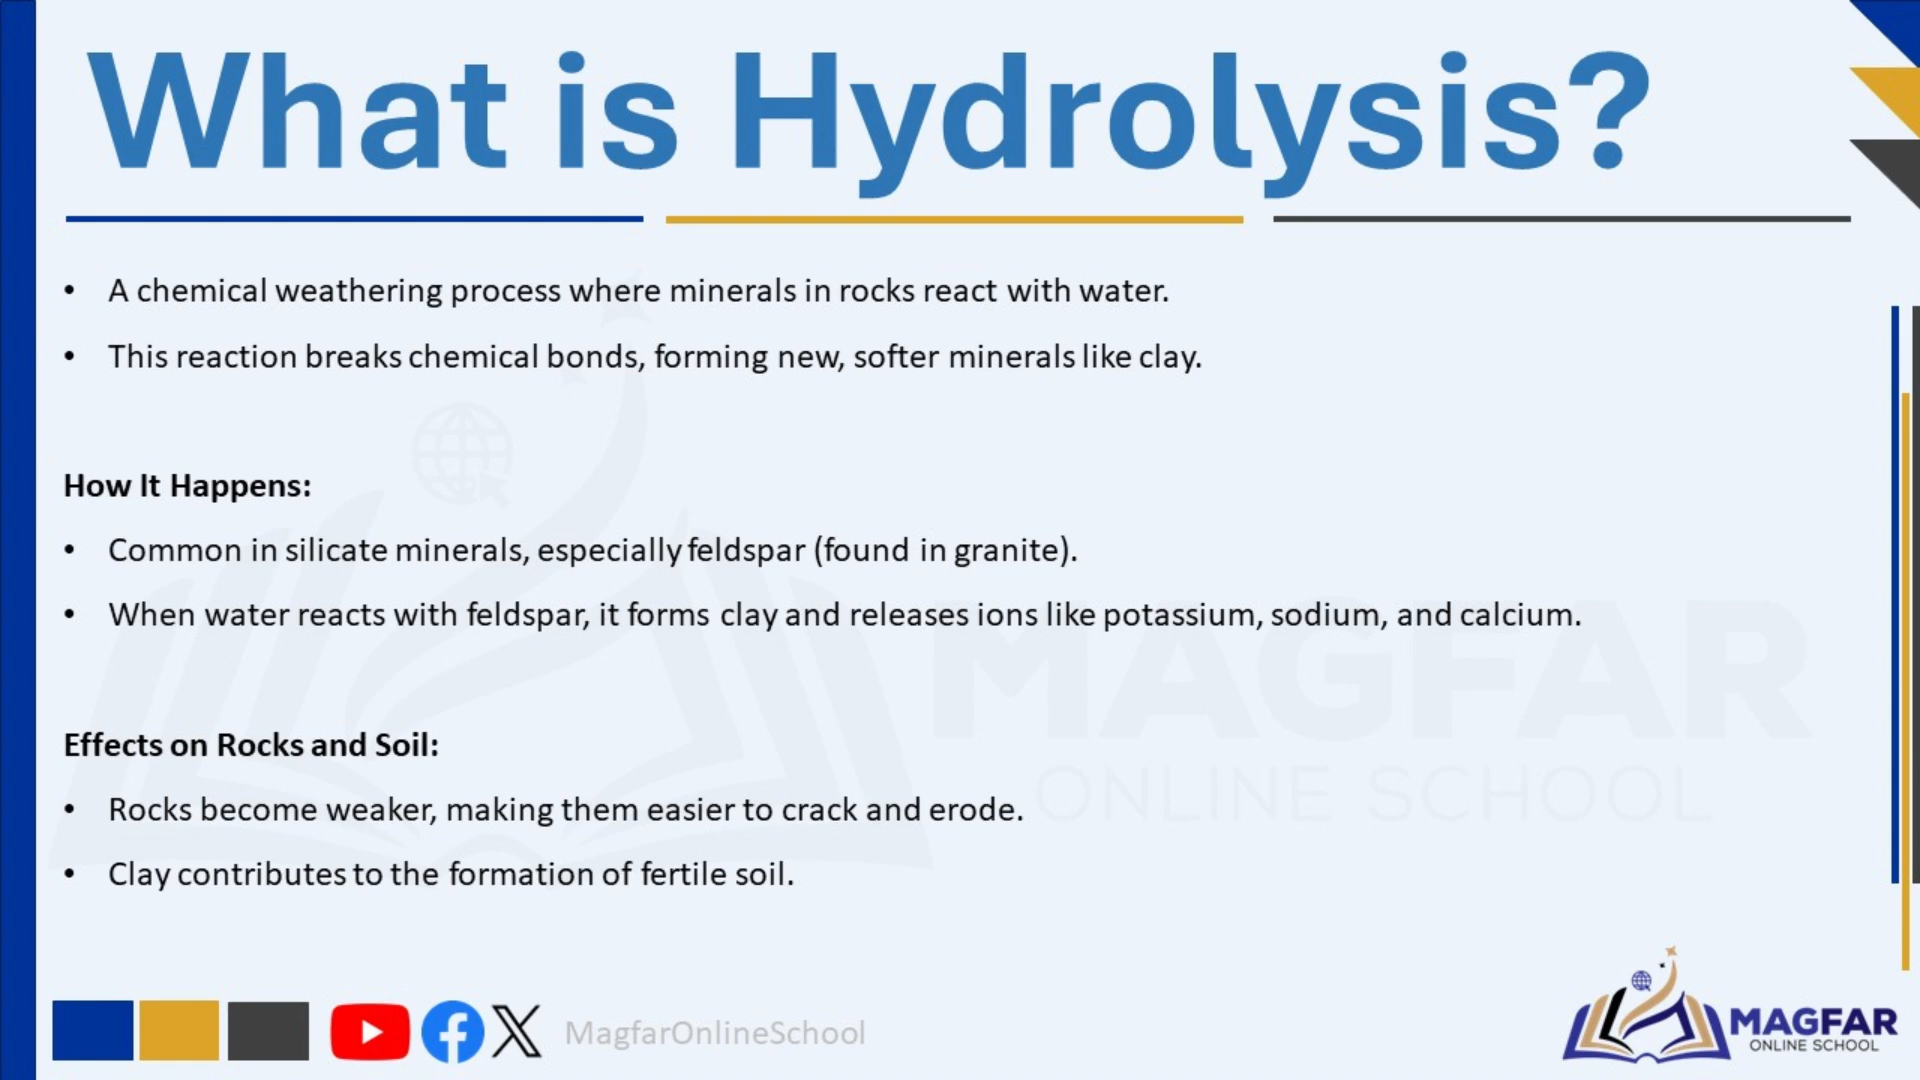 What is Hydrolysis?
• A chemical weathering process where minerals in rocks react with water.
• This reaction breaks chemical bonds, forming new, softer minerals like clay.
How It Happens:
• Common in silicate minerals, especially feldspar (found in granite).
• When water reacts with feldspar, it forms clay and releases ions like potassium, sodium, and calcium.
MAGFAR
ONLINE SCHOOL
Effects on Rocks and Soil:
• Rocks become weaker, making them easier to crack and erode.
• Clay contributes to the formation of fertile soil.
MagfarOnlineSchool
MAGFAR
ONLINE SCHOOL